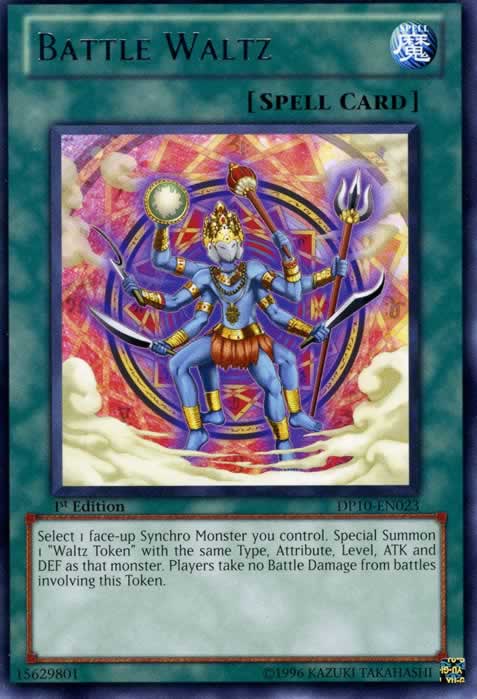 BATTLE WALTZ
SPELL
魔
[SPELL CARD]
1st Edition
DP10-EN023
Select 1 face-up Synchro Monster you control. Special Summon
1 "Waltz Token" with the same Type, Attribute, Level, ATK and
DEF as that monster. Players take no Battle Damage from battles
involving this Token.
15629801
©1996 KAZUKI TAKAHASHI